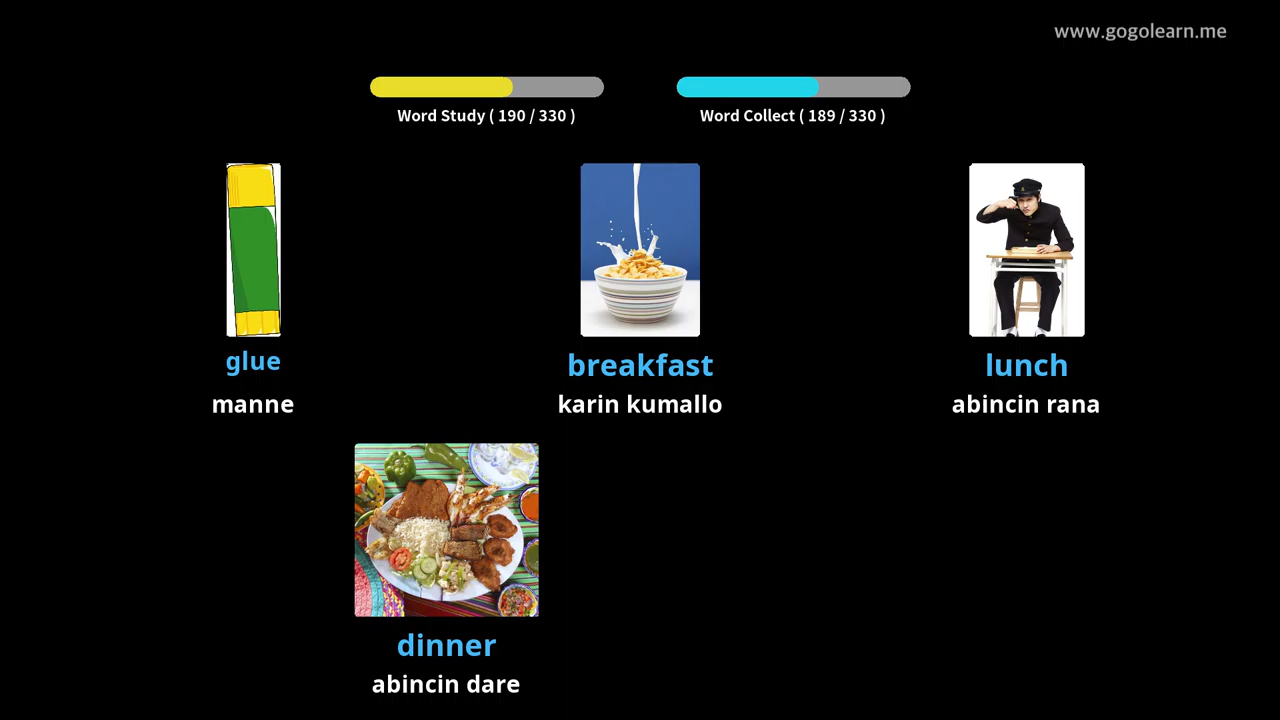 www.gogolearn.me
Word Study ( 190 / 330 )
Word Collect ( 189 / 330 )
glue
manne
breakfast
karin kumallo
lunch
abincin rana
dinner
abincin dare